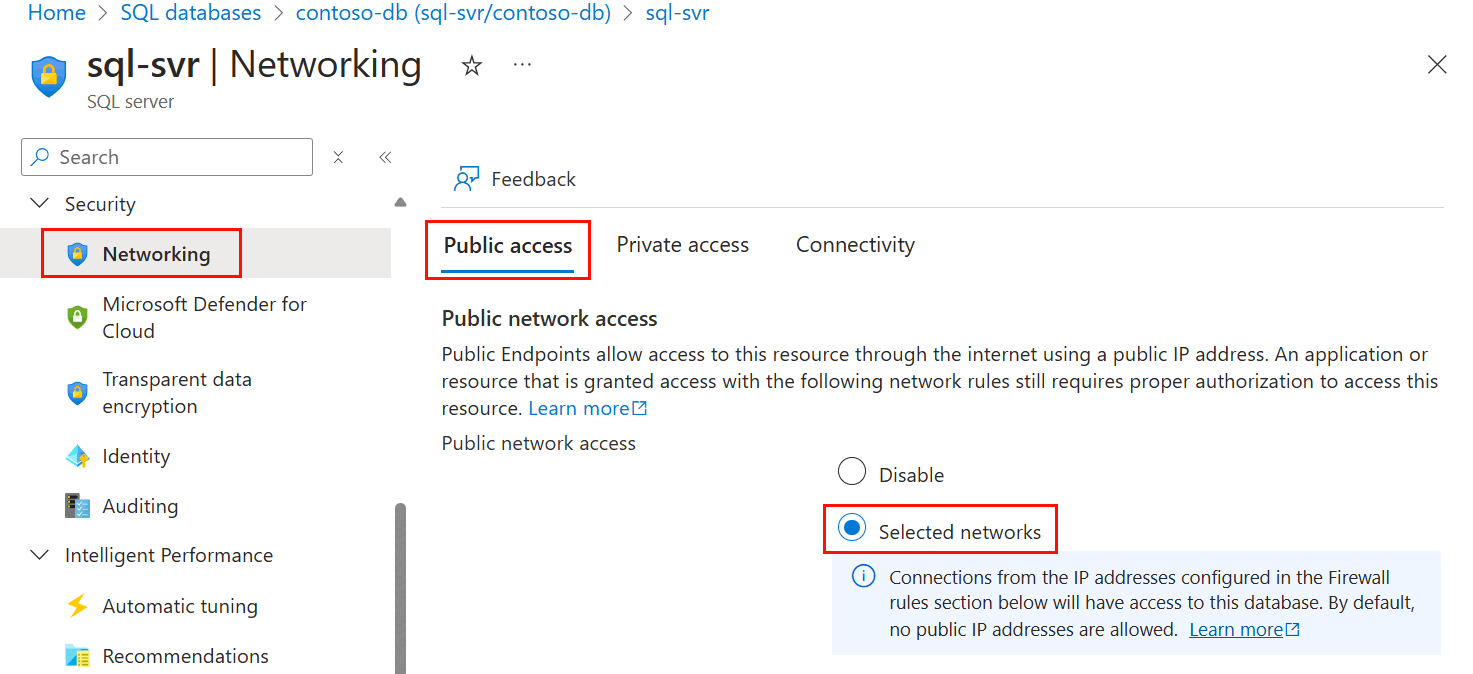 Home > SQL databases > contoso-db (sql-svr/contoso-db) > sql-svr
sql-svr | Networking
SQL server
Search
Security
Networking
Microsoft Defender for
Cloud
Transparent data
encryption
Identity
Auditing
Intelligent Performance
Automatic tuning
Recommendations
Feedback
Public access Private access Connectivity
Public network access
Public Endpoints allow access to this resource through the internet using a public IP address. An application or
resource that is granted access with the following network rules still requires proper authorization to access this
resource. Learn more
Public network access
Disable
Selected networks
Connections from the IP addresses configured in the Firewall
rules section below will have access to this database. By default,
no public IP addresses are allowed. Learn more